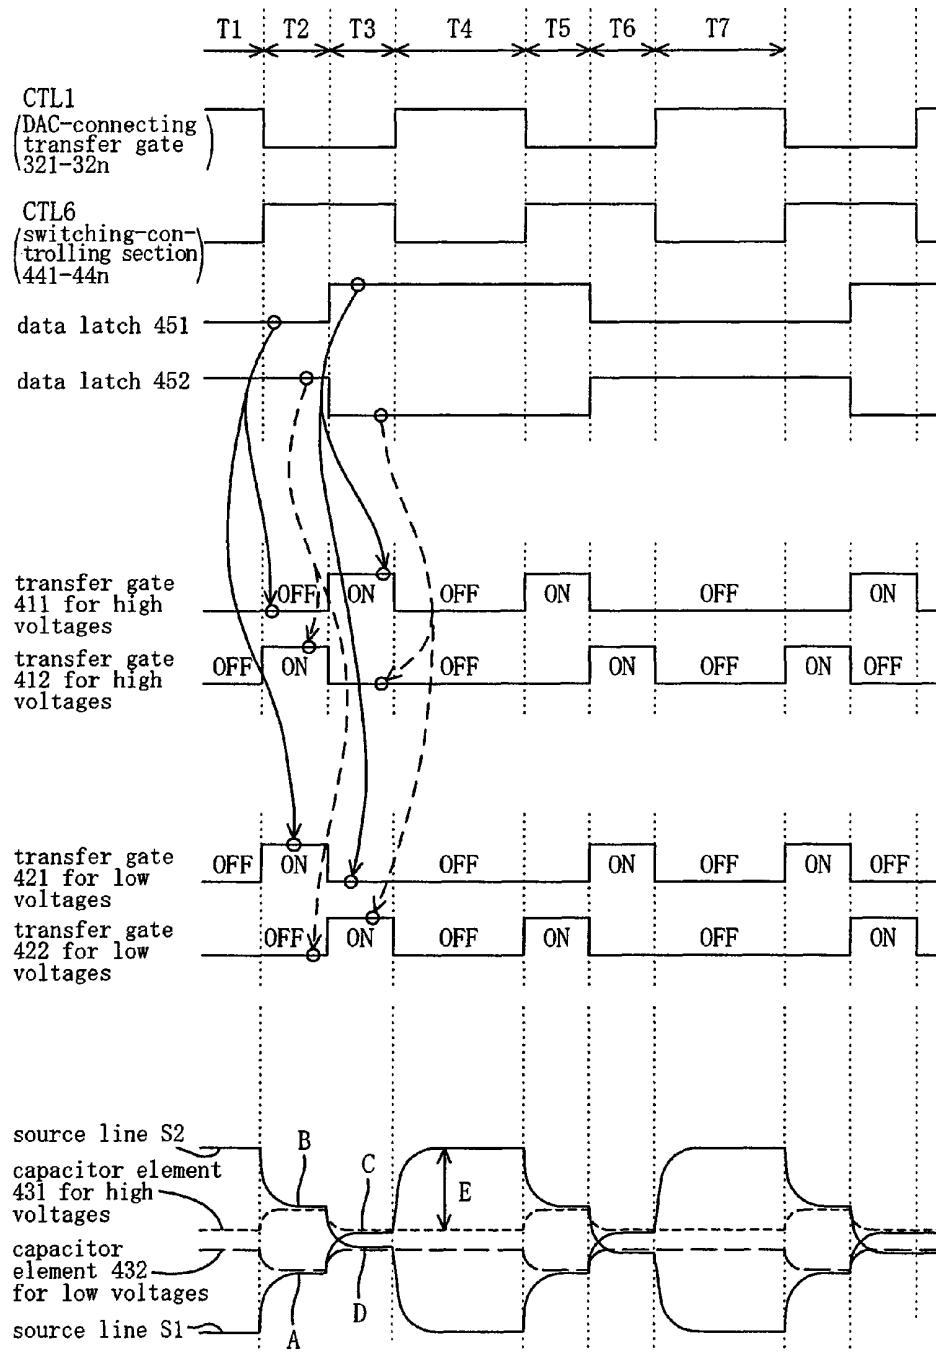 T1 T2 T3 T4 T5 T6 T7
CTL1
(DAC-connecting
transfer gate
321-32n)
CTL6
(switching-con-
trolling section
441-44n)
data latch 451
data latch 452
transfer gate
411 for high
voltages
OFF ON OFF ON OFF ON
transfer gate
412 for high
voltages
OFF ON OFF ON OFF ON OFF
transfer gate
421 for low
voltages
OFF ON OFF ON OFF ON OFF
transfer gate
422 for low
voltages
OFF ON OFF ON OFF ON
source line S2
B
C
E
capacitor element
431 for high
voltages
capacitor
element 432
for low voltages
source line S1
A
D